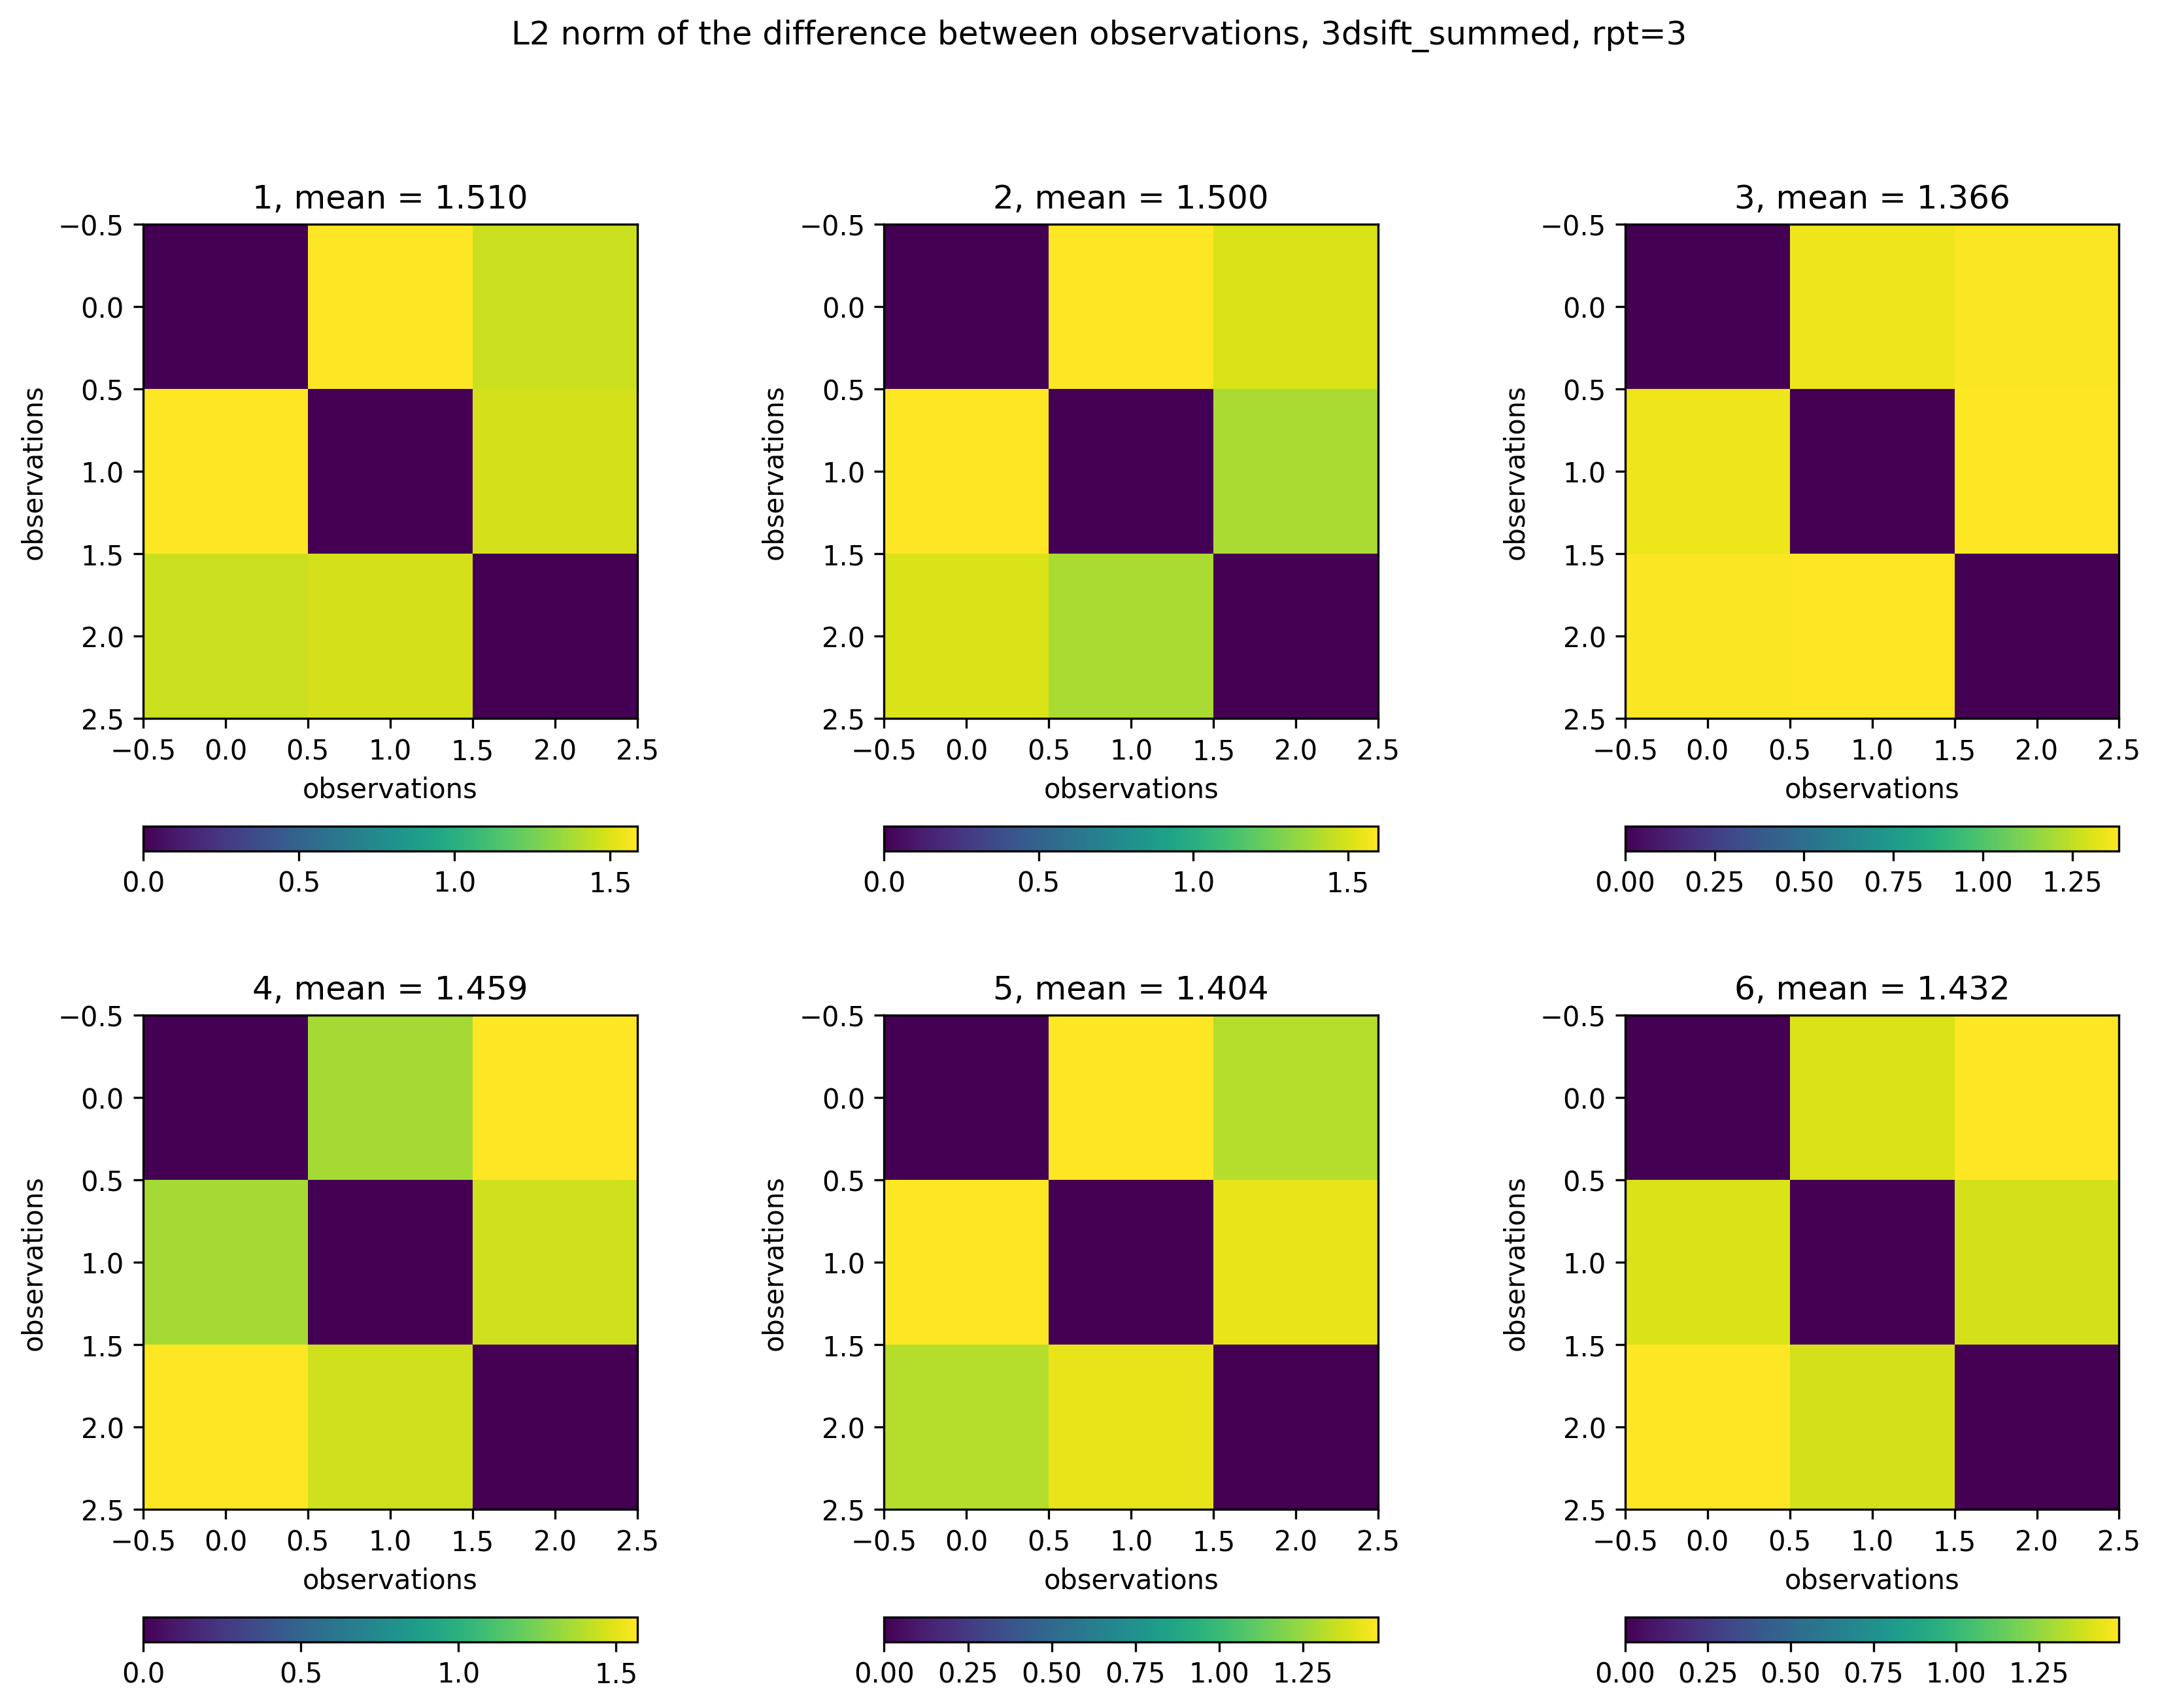 L2 norm of the difference between observations, 3dsift_summed, rpt=3
1, mean = 1.510
2, mean = 1.500
3, mean = 1.366
−0.5
0.0
0.5
1.0
1.5
2.0
2.5
observations
−0.5 0.0 0.5 1.0 1.5 2.0 2.5
observations
0.0 0.5 1.0 1.5
−0.5
0.0
0.5
1.0
1.5
2.0
2.5
observations
−0.5 0.0 0.5 1.0 1.5 2.0 2.5
observations
0.0 0.5 1.0 1.5
−0.5
0.0
0.5
1.0
1.5
2.0
2.5
observations
−0.5 0.0 0.5 1.0 1.5 2.0 2.5
observations
0.00 0.25 0.50 0.75 1.00 1.25
4, mean = 1.459
5, mean = 1.404
6, mean = 1.432
−0.5
0.0
0.5
1.0
1.5
2.0
2.5
observations
−0.5 0.0 0.5 1.0 1.5 2.0 2.5
observations
0.0 0.5 1.0 1.5
−0.5
0.0
0.5
1.0
1.5
2.0
2.5
observations
−0.5 0.0 0.5 1.0 1.5 2.0 2.5
observations
0.00 0.25 0.50 0.75 1.00 1.25
−0.5
0.0
0.5
1.0
1.5
2.0
2.5
observations
−0.5 0.0 0.5 1.0 1.5 2.0 2.5
observations
0.00 0.25 0.50 0.75 1.00 1.25